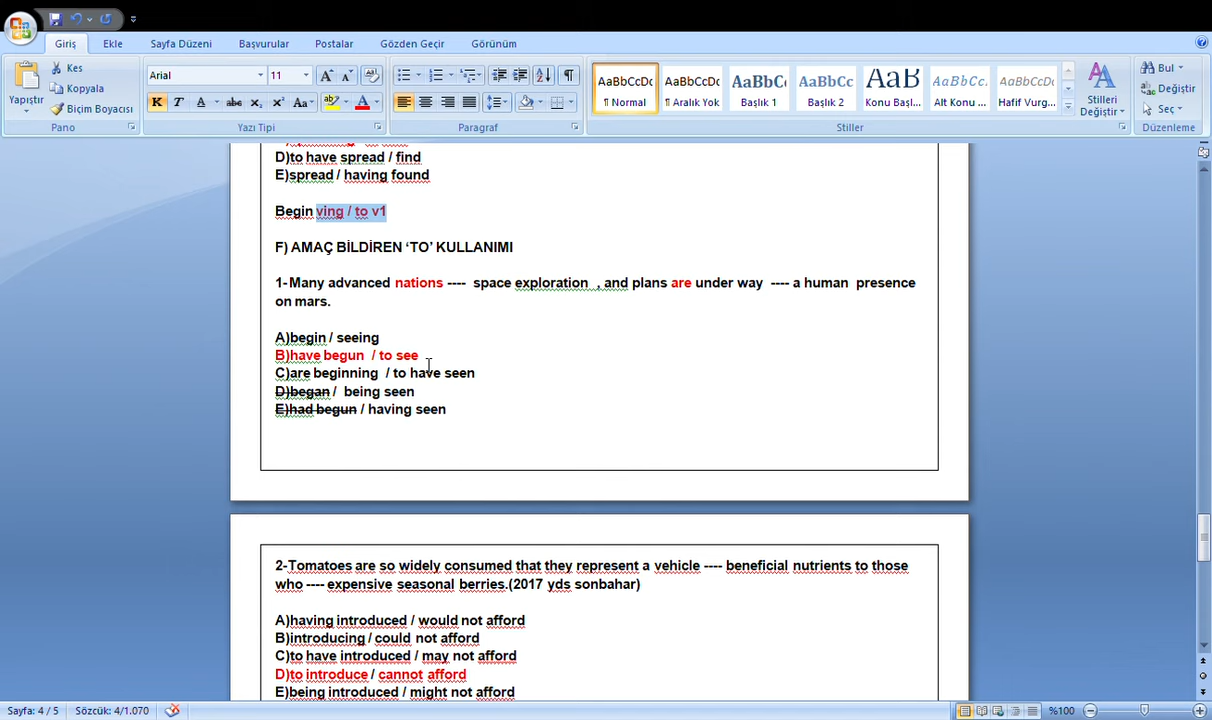 Giriş Ekle Sayfa Düzeni Başvurular Postalar Gözden Geçir Görünüm
Yapıştır
Kes
Kopyala
Biçim Boyacısı
Pano
Arial 11
K T A abc x₂ x² Aa
Yazı Tipi
Paragraf
AaBbCcDc AaBbCcDc AaBbC AaBbCc AaB AaBbCc. AaBbCcDc
¶ Normal ¶ Aralık Yok Başlık 1 Başlık 2 Konu Başl... Alt Konu ... Hafif Vurg...
Stilleri Değiştir
Stiller
Bul
Değiştir
Seç
Düzenleme
D)to have spread / find
E)spread / having found
Begin ving / to v1
F) AMAÇ BİLDİREN ‘TO’ KULLANIMI
1-Many advanced nations ---- space exploration , and plans are under way ---- a human presence
on mars.
A)begin / seeing
B)have begun / to see
C)are beginning / to have seen
D)began / being seen
E)had begun / having seen
2-Tomatoes are so widely consumed that they represent a vehicle ---- beneficial nutrients to those
who ---- expensive seasonal berries.(2017 yds sonbahar)
A)having introduced / would not afford
B)introducing / could not afford
C)to have introduced / may not afford
D)to introduce / cannot afford
E)being introduced / might not afford
Sayfa: 4 / 5 Sözcük: 4/1.070 %100